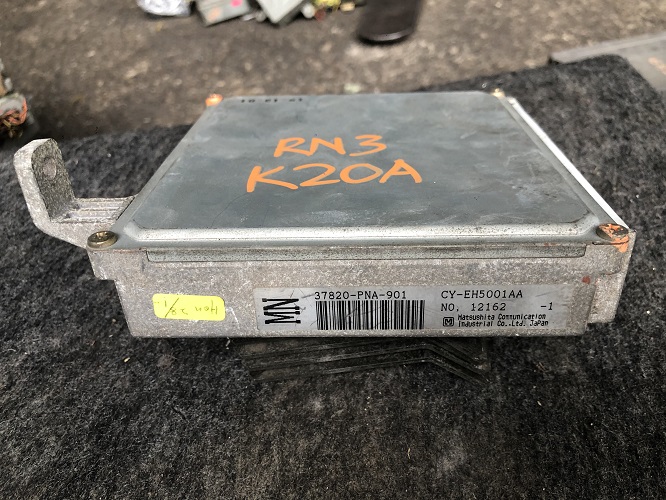 RN3
K20A
MN
37820-PNA-901
CY-EH5001AA
NO. 12162 -1
M Matsushita Communication
Industrial Co.,Ltd. Japan